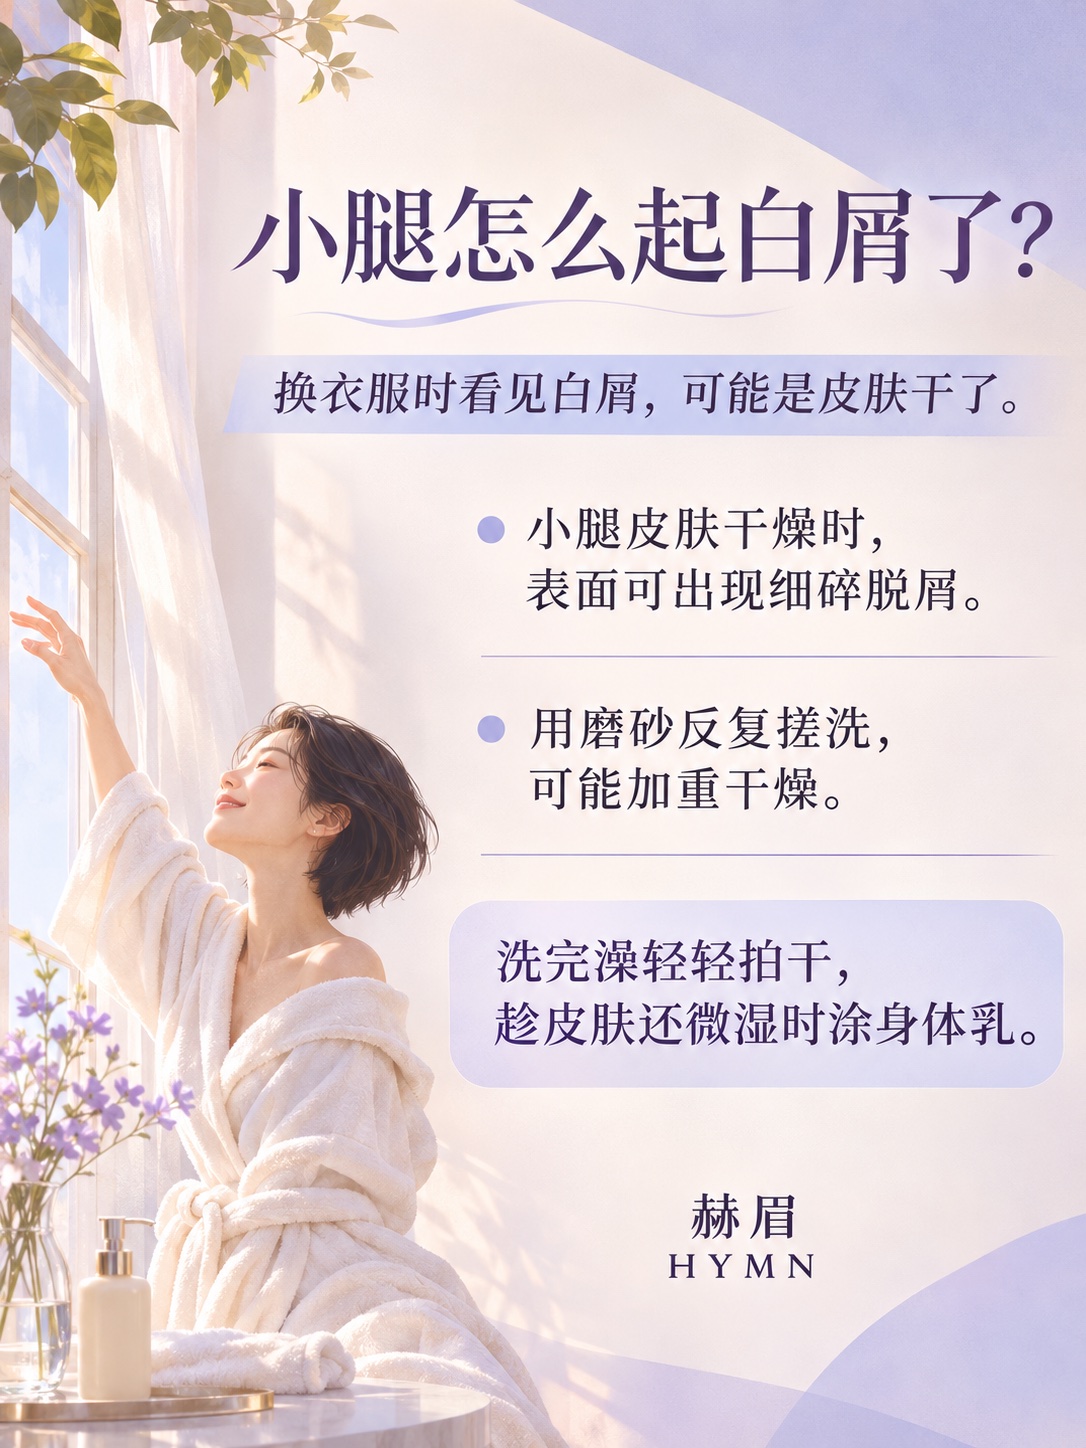 小腿怎么起白屑了？
换衣服时看见白屑，可能是皮肤干了。
小腿皮肤干燥时，
表面可出现细碎脱屑。
用磨砂反复搓洗，
可能加重干燥。
洗完澡轻轻拍干，
趁皮肤还微湿时涂身体乳。
赫眉
HYMN